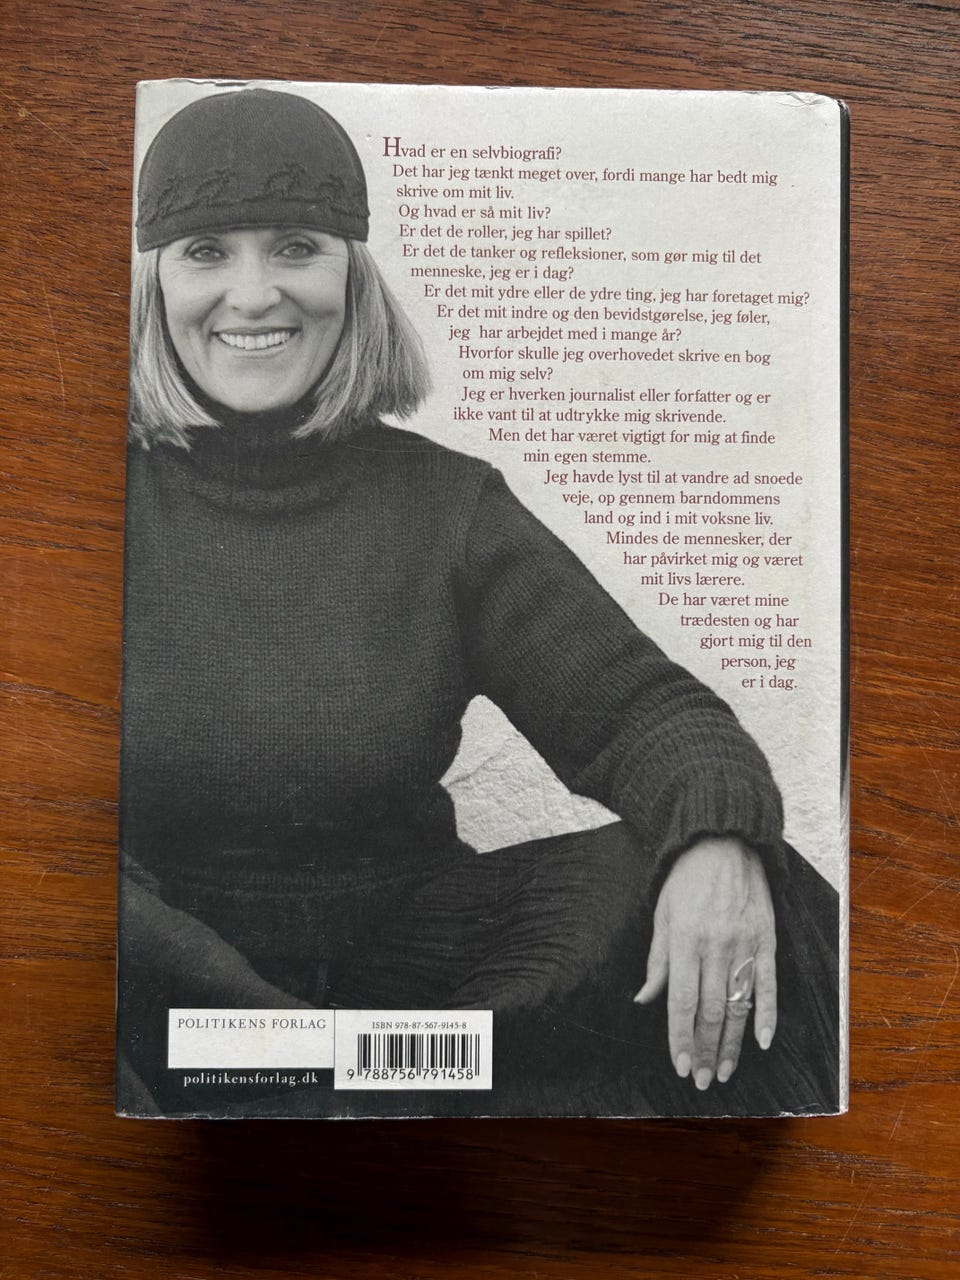 Hvad er en selvbiografi?
Det har jeg tænkt meget over, fordi mange har bedt mig
skrive om mit liv.
Og hvad er så mit liv?
Er det de roller, jeg har spillet?
Er det de tanker og refleksioner, som gør mig til det
menneske, jeg er i dag?
Er det mit ydre eller de ydre ting, jeg har foretaget mig?
Er det mit indre og den bevidstgørelse, jeg føler,
jeg har arbejdet med i mange år?
Hvorfor skulle jeg overhovedet skrive en bog
om mig selv?
Jeg er hverken journalist eller forfatter og er
ikke vant til at udtrykke mig skrivende.
Men det har været vigtigt for mig at finde
min egen stemme.
Jeg havde lyst til at vandre ad snoede
veje, op gennem barndommens
land og ind i mit voksne liv.
Mindes de mennesker, der
har påvirket mig og været
mit livs lærere.
De har været mine
trædesten og har
gjort mig til den
person, jeg
er i dag.
POLITIKENS FORLAG
politikensforlag.dk
ISBN 978-87-567-9145-8
9 788756 791458